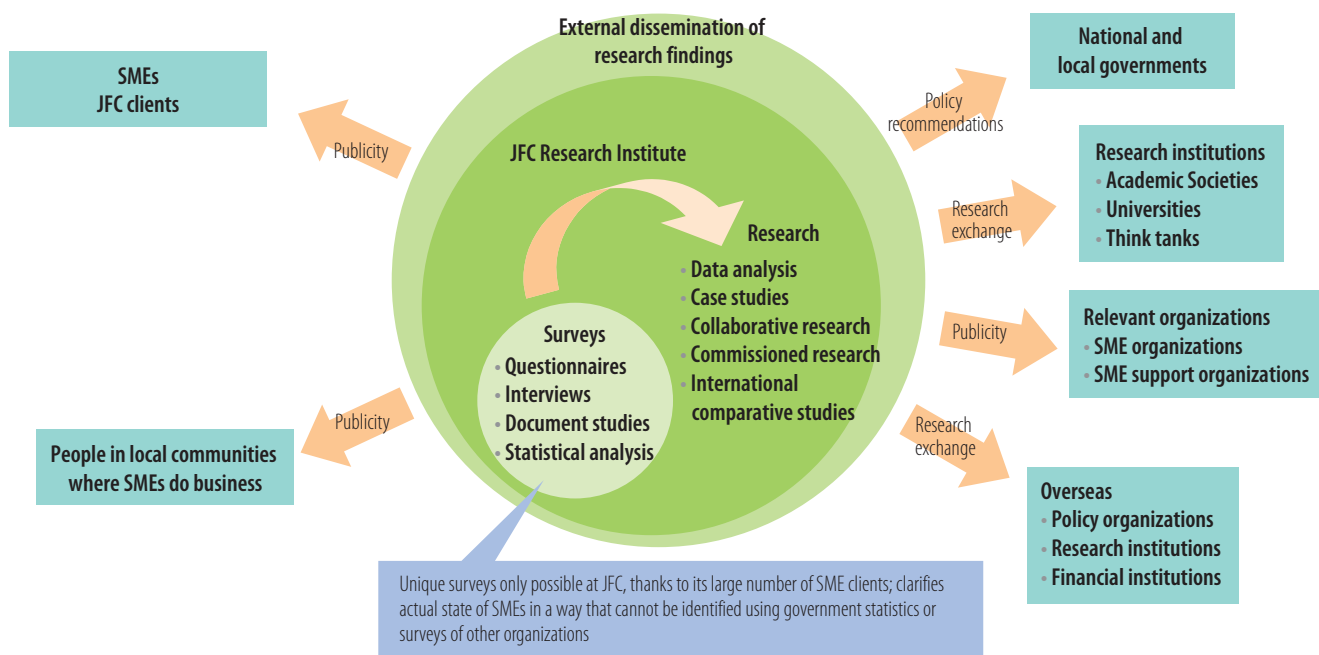 External dissemination of
research findings
SMEs
JFC clients
Publicity
People in local communities
where SMEs do business
Publicity
JFC Research Institute
Surveys
• Questionnaires
• Interviews
• Document studies
• Statistical analysis
Research
• Data analysis
• Case studies
• Collaborative research
• Commissioned research
• International
comparative studies
Unique surveys only possible at JFC, thanks to its large number of SME clients; clarifies
actual state of SMEs in a way that cannot be identified using government statistics or
surveys of other organizations
Policy
recommendations
National and
local governments
Research
exchange
Research institutions
• Academic Societies
• Universities
• Think tanks
Publicity
Relevant organizations
• SME organizations
• SME support organizations
Research
exchange
Overseas
• Policy organizations
• Research institutions
• Financial institutions